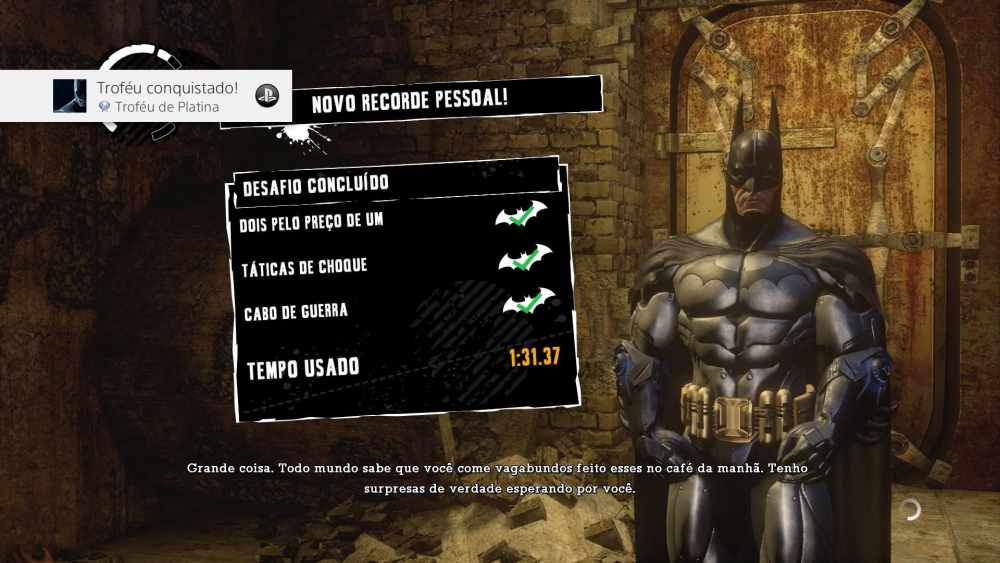 Troféu conquistado!
Troféu de Platina
NOVO RECORDE PESSOAL!
DESAFIO CONCLUÍDO
DOIS PELO PREÇO DE UM
TÁTICAS DE CHOQUE
CABO DE GUERRA
TEMPO USADO 1:31.37
Grande coisa. Todo mundo sabe que você come vagabundos feito esses no café da manhã. Tenho
surpresas de verdade esperando por você.